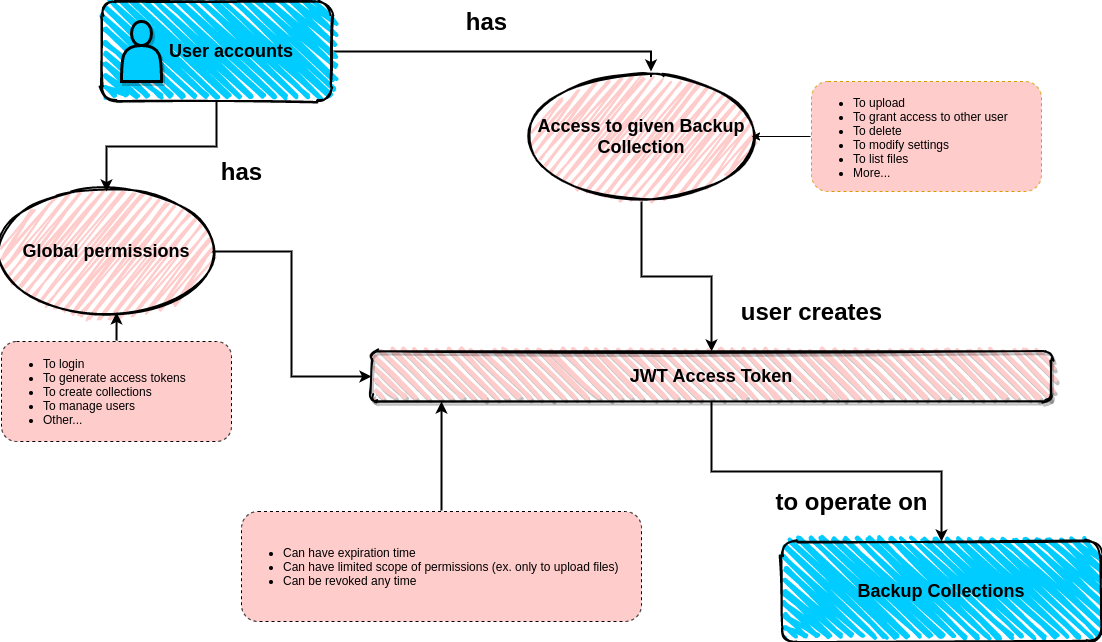 has
User accounts
Access to given Backup
Collection
To upload
To grant access to other user
To delete
To modify settings
To list files
More...
has
Global permissions
To login
To generate access tokens
To create collections
To manage users
Other...
user creates
JWT Access Token
to operate on
Can have expiration time
Can have limited scope of permissions (ex. only to upload files)
Can be revoked any time
Backup Collections